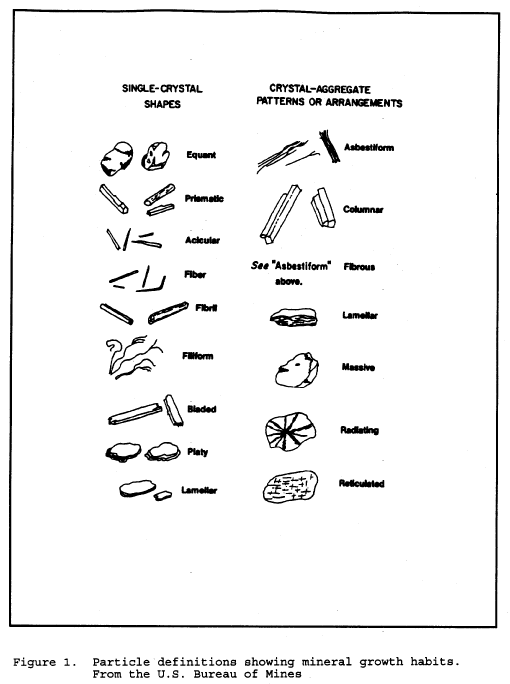 SINGLE-CRYSTAL
SHAPES
Equant
Prismatic
Acicular
Fiber
Fibril
Filiform
Bladed
Platy
Lamellar
CRYSTAL-AGGREGATE
PATTERNS OR ARRANGEMENTS
Asbestiform
Columnar
See "Asbestiform"
above.
Fibrous
Lamellar
Massive
Radiating
Reticulated
Figure 1. Particle definitions showing mineral growth habits.
From the U.S. Bureau of Mines